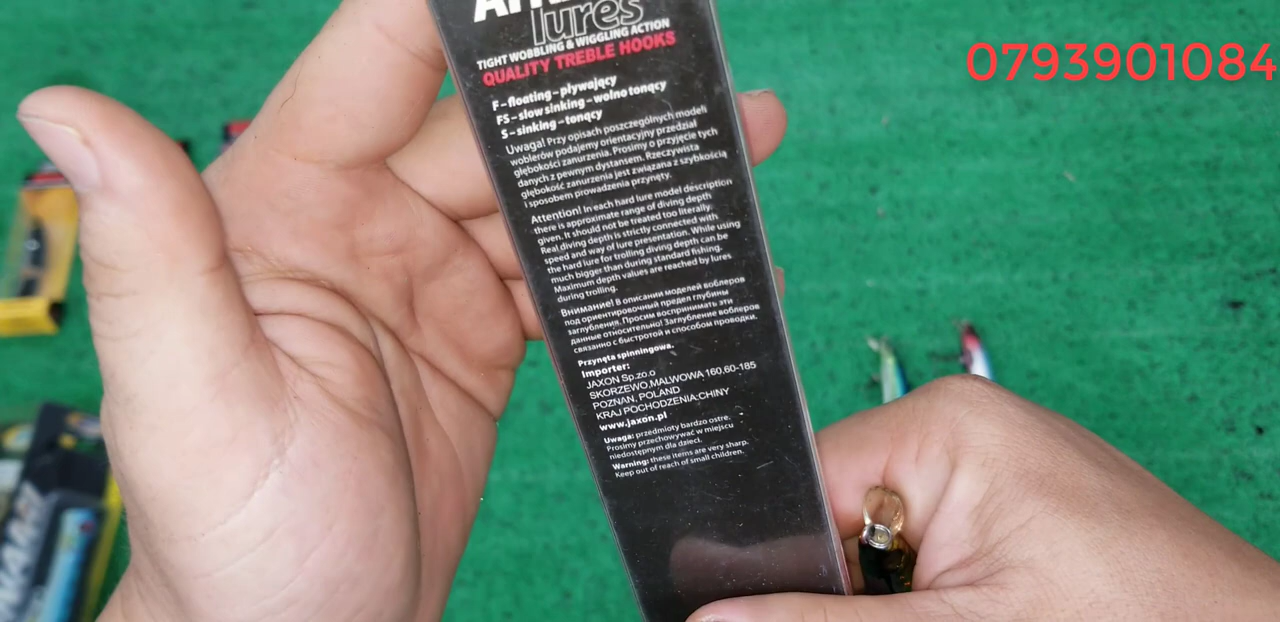 0793901084
lures
TIGHT WOBBLING & WIGGLING ACTION
QUALITY TREBLE HOOKS
F – floating – pływający
FS – slow sinking – wolno tonący
S – sinking – tonący
Uwaga! Przy opisach poszczególnych modeli
woblerów podajemy orientacyjny przedział
głębokości zanurzenia. Prosimy o przyjęcie tych
danych z pewnym dystansem. Rzeczywista
głębokość zanurzenia jest związana z szybkością
i sposobem prowadzenia przynęty.
Attention! In each hard lure model description
there is approximate range of diving depth
given. It should not be treated too literally.
Real diving depth is strictly connected with
speed and way of lure presentation. While using
the hard lure for trolling diving depth can be
much bigger than during standard fishing.
Maximum depth values are reached by lures
during trolling.
Внимание! В описании моделей воблеров
под ориентировочный предел глубины
заглубления. Просим воспринимать эти
данные относительно! Заглубление воблеров
связанно с быстротой и способом проводки.
Przynęta spinningowa.
Importer:
JAXON Sp.zo.o
SKORZEWO,MALWOWA 160,60-185
POZNAN, POLAND
KRAJ POCHODZENIA:CHINY
www.jaxon.pl
Uwaga: przedmioty bardzo ostre.
Prosimy przechowywać w miejscu
niedostępnym dla dzieci.
Warning: these items are very sharp.
Keep out of reach of small children.